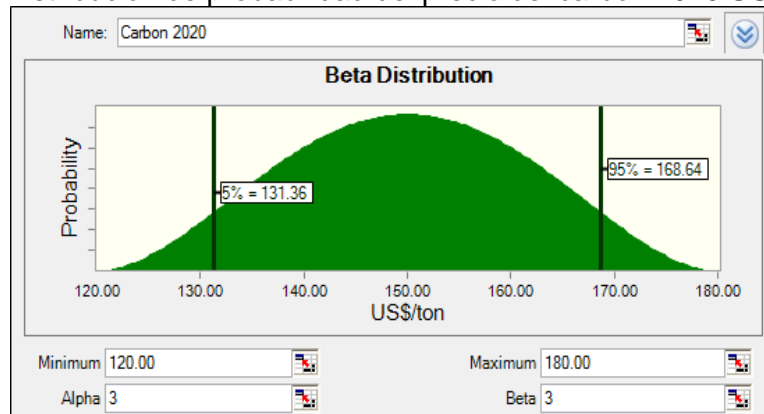 Name: Carbon 2020
Beta Distribution
Probability
5% = 131.36
95% = 168.64
120.00 130.00 140.00 150.00 160.00 170.00 180.00
US$/ton
Minimum 120.00 Maximum 180.00
Alpha 3 Beta 3